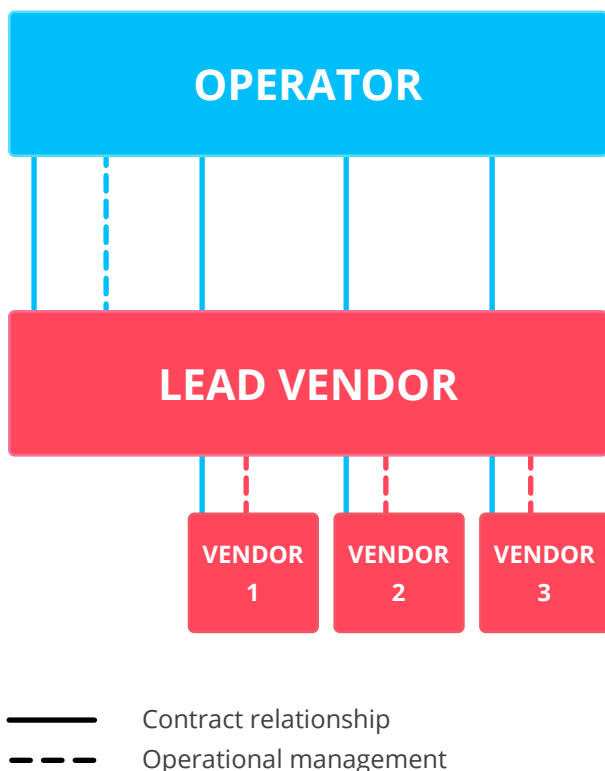 OPERATOR
LEAD VENDOR
VENDOR
1
VENDOR
2
VENDOR
3
Contract relationship
Operational management